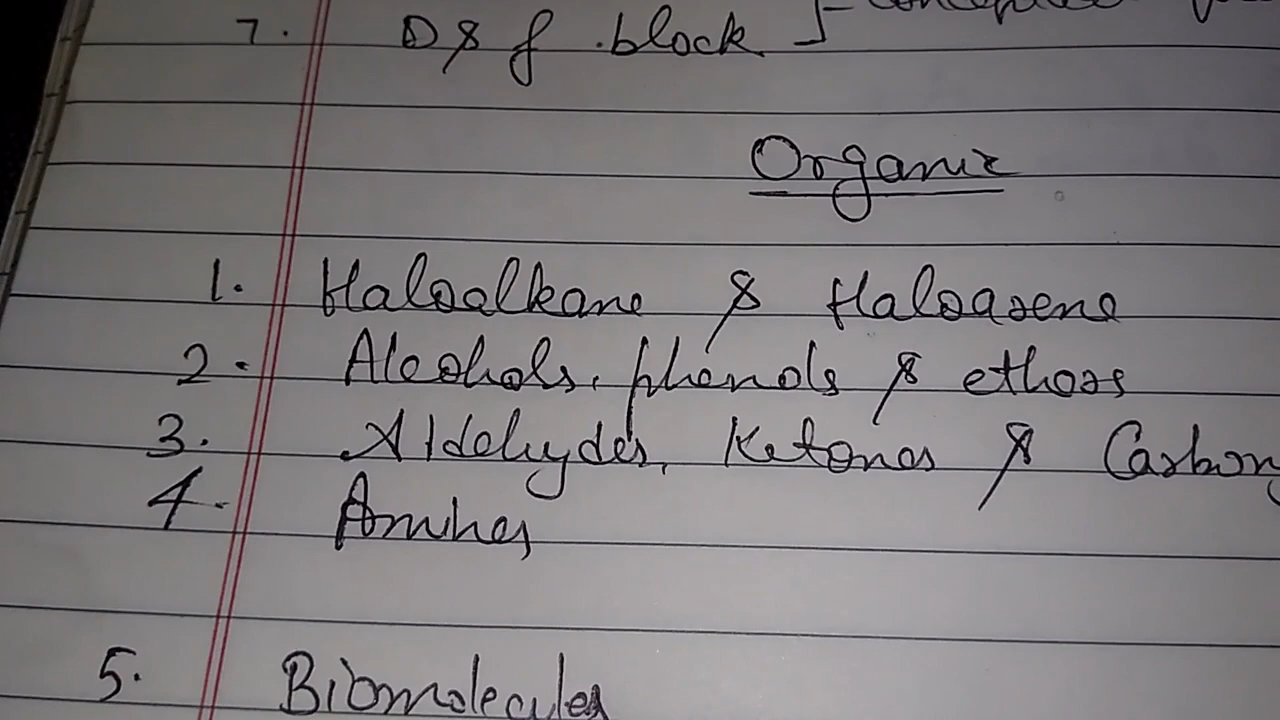 7. D & f block
Organic
1. Haloalkane & Haloarene
2. Alcohols, phenols & ethers
3. Aldehydes, Ketones & Carbon
4. Amines
5. Biomolecules